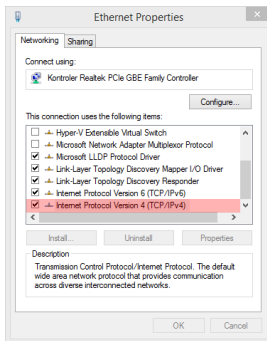 Ethernet Properties
Networking
Sharing
Connect using:
Kontroler Realtek PCIe GBE Family Controller
Configure...
This connection uses the following items:
Hyper-V Extensible Virtual Switch
Microsoft Network Adapter Multiplexor Protocol
Microsoft LLDP Protocol Driver
Link-Layer Topology Discovery Mapper I/O Driver
Link-Layer Topology Discovery Responder
Internet Protocol Version 6 (TCP/IPv6)
Internet Protocol Version 4 (TCP/IPv4)
Install...
Uninstall
Properties
Description
Transmission Control Protocol/Internet Protocol. The default
wide area network protocol that provides communication
across diverse interconnected networks.
OK
Cancel